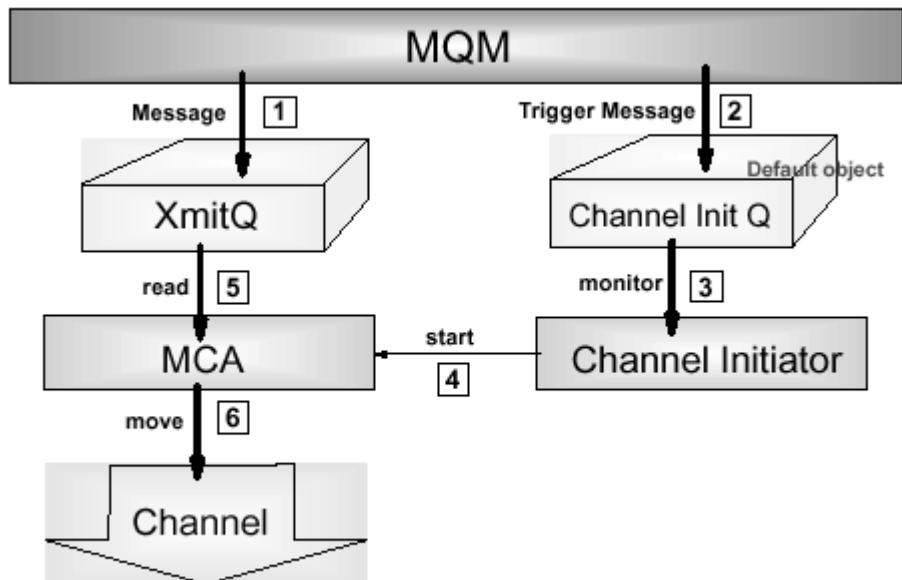 MQM
Message 1
Trigger Message 2
Default object
XmitQ
Channel Init Q
read 5
monitor 3
MCA
start
4
Channel Initiator
move 6
Channel